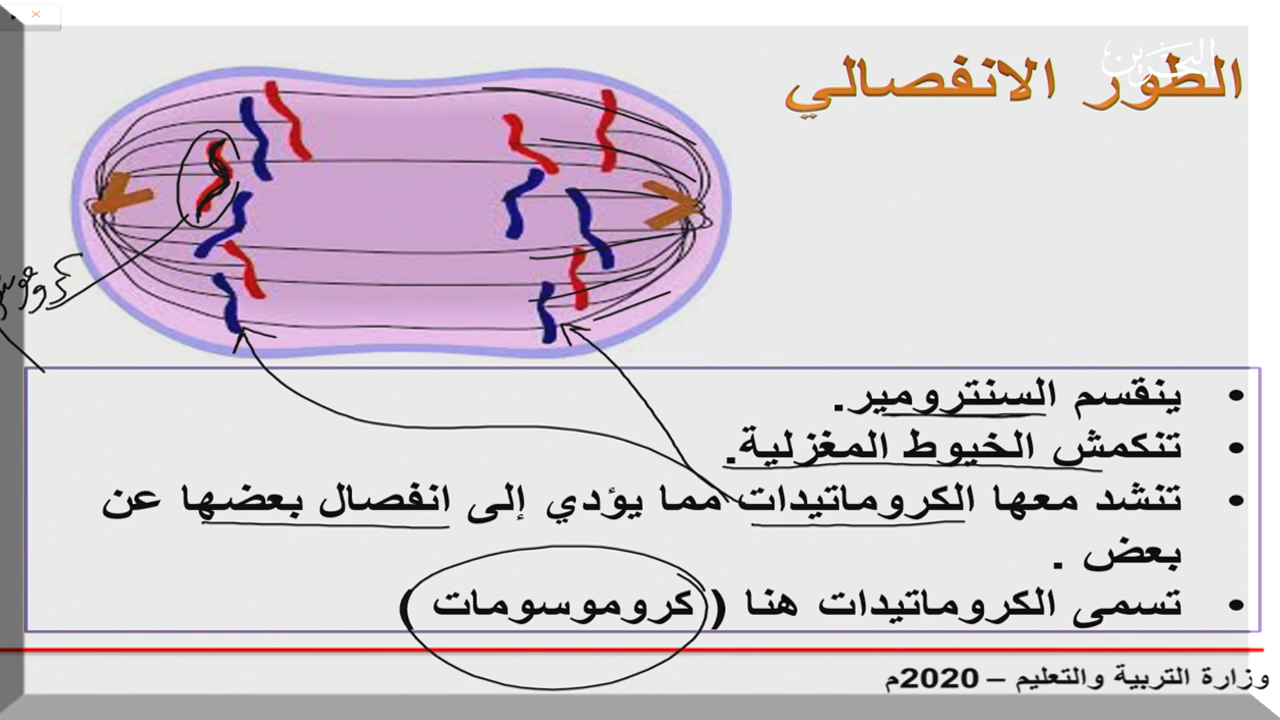 البحرين
الطور الانفصالي
• ينقسم السنترومير.
• تنكمش الخيوط المغزلية.
• تنشد معها الكروماتيدات مما يؤدي إلى انفصال بعضها عن
بعض .
• تسمى الكروماتيدات هنا ( كروموسومات )
وزارة التربية والتعليم – 2020م